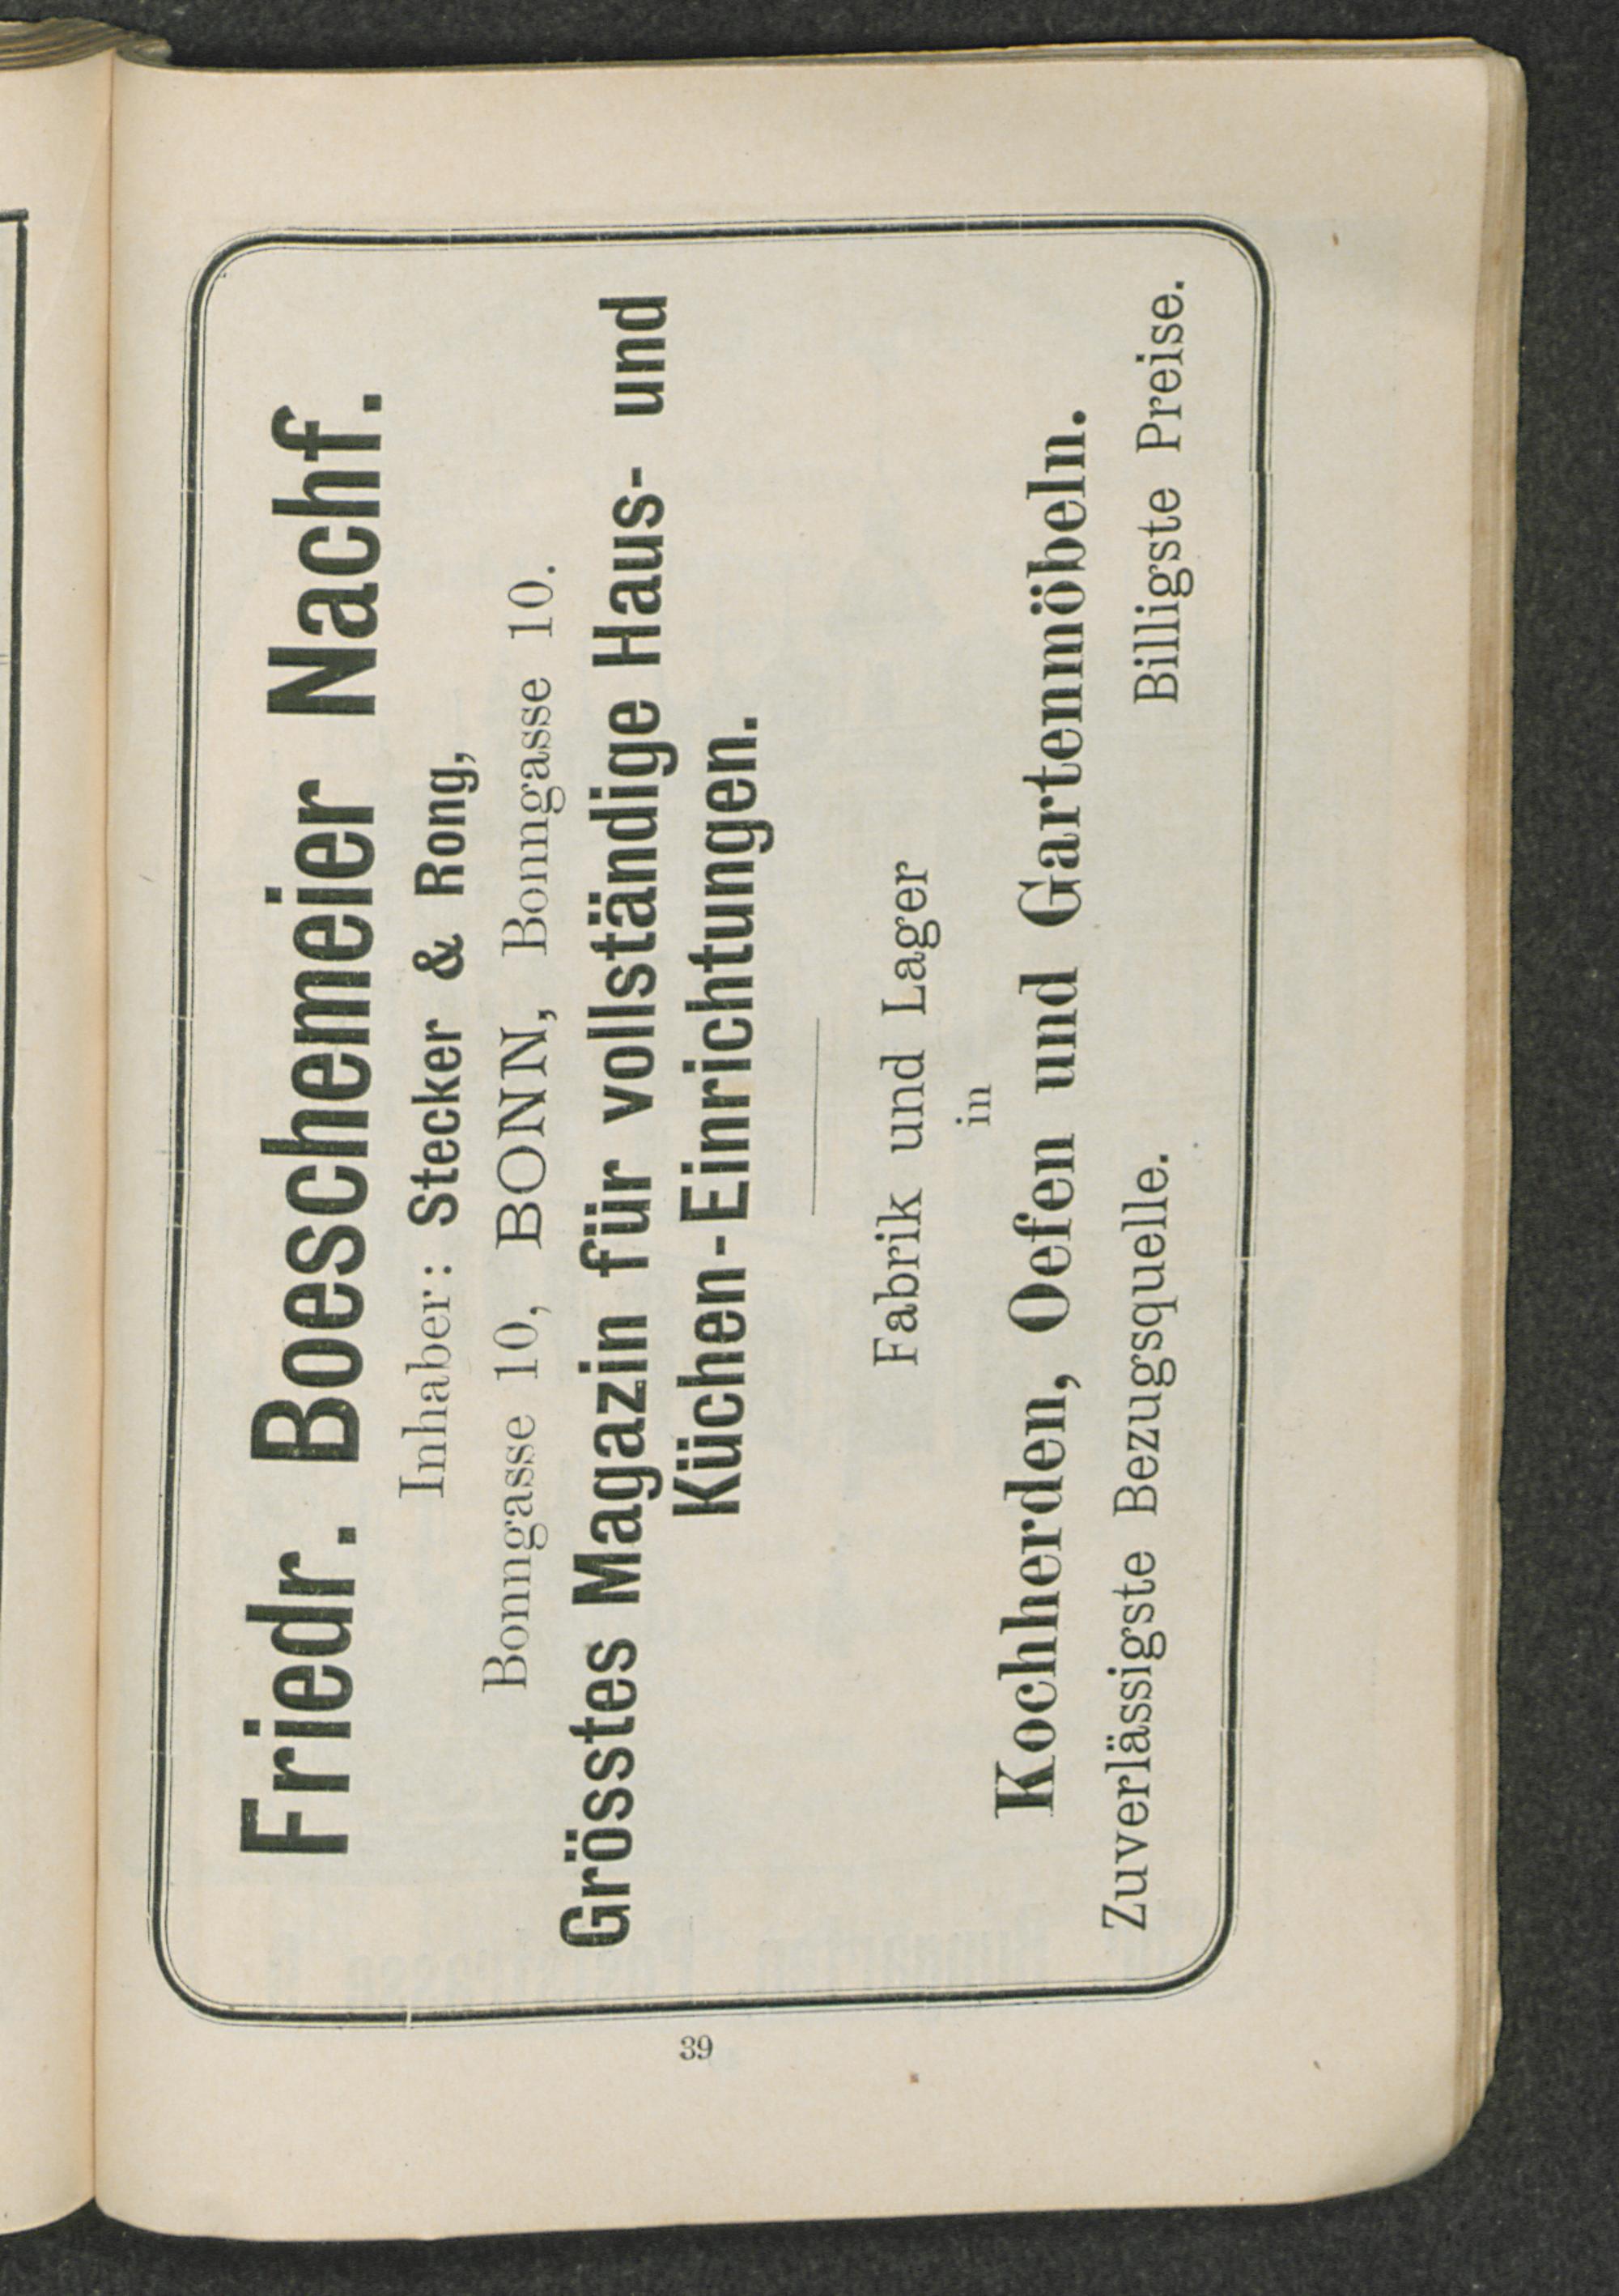 Friedr. Boeschemeier Nachf.
Inhaber: Stecker & Rong,
Bonngasse 10, BONN, Bonngasse 10.
Grösstes Magazin für vollständige Haus- und
Küchen-Einrichtungen.
Fabrik und Lager
in
Kochherden, Oefen und Gartenmöbeln.
Zuverlässigste Bezugsquelle. Billigste Preise.
39